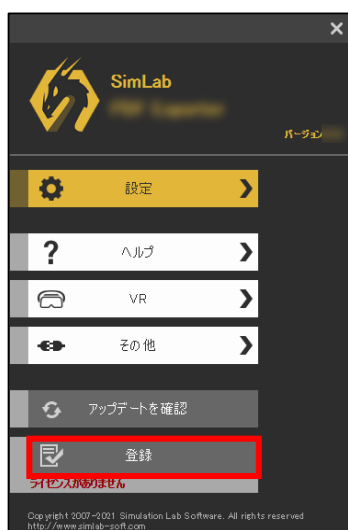 SimLab
バージョン
設定
ヘルプ
VR
その他
アップデートを確認
登録
ライセンスがありません
Copyright 2007-2021 Simulation Lab Software. All rights reserved
http://www.simlab-soft.com